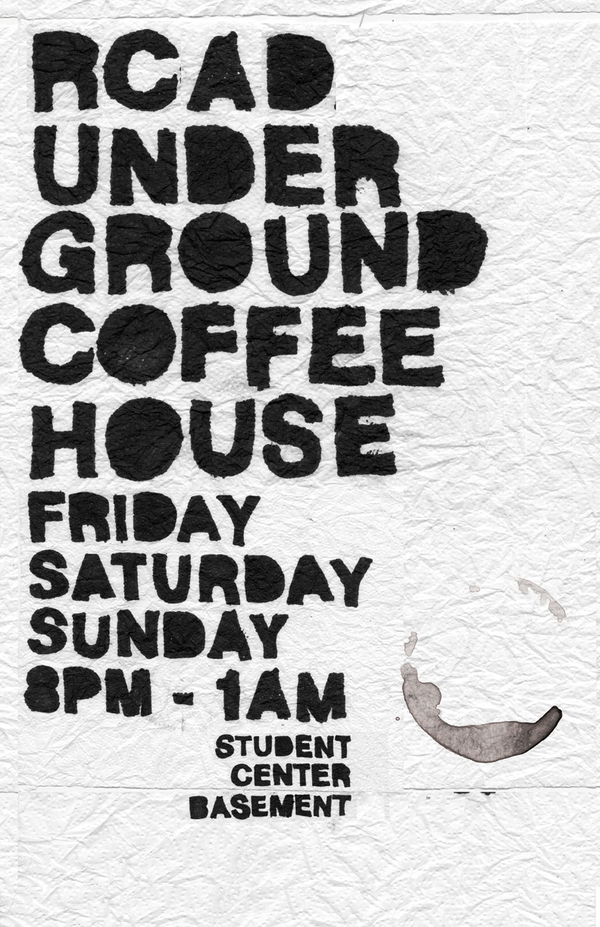 RCAD
UNDER
GROUND
COFFEE
HOUSE
FRIDAY
SATURDAY
SUNDAY
8PM - 1AM
STUDENT
CENTER
BASEMENT